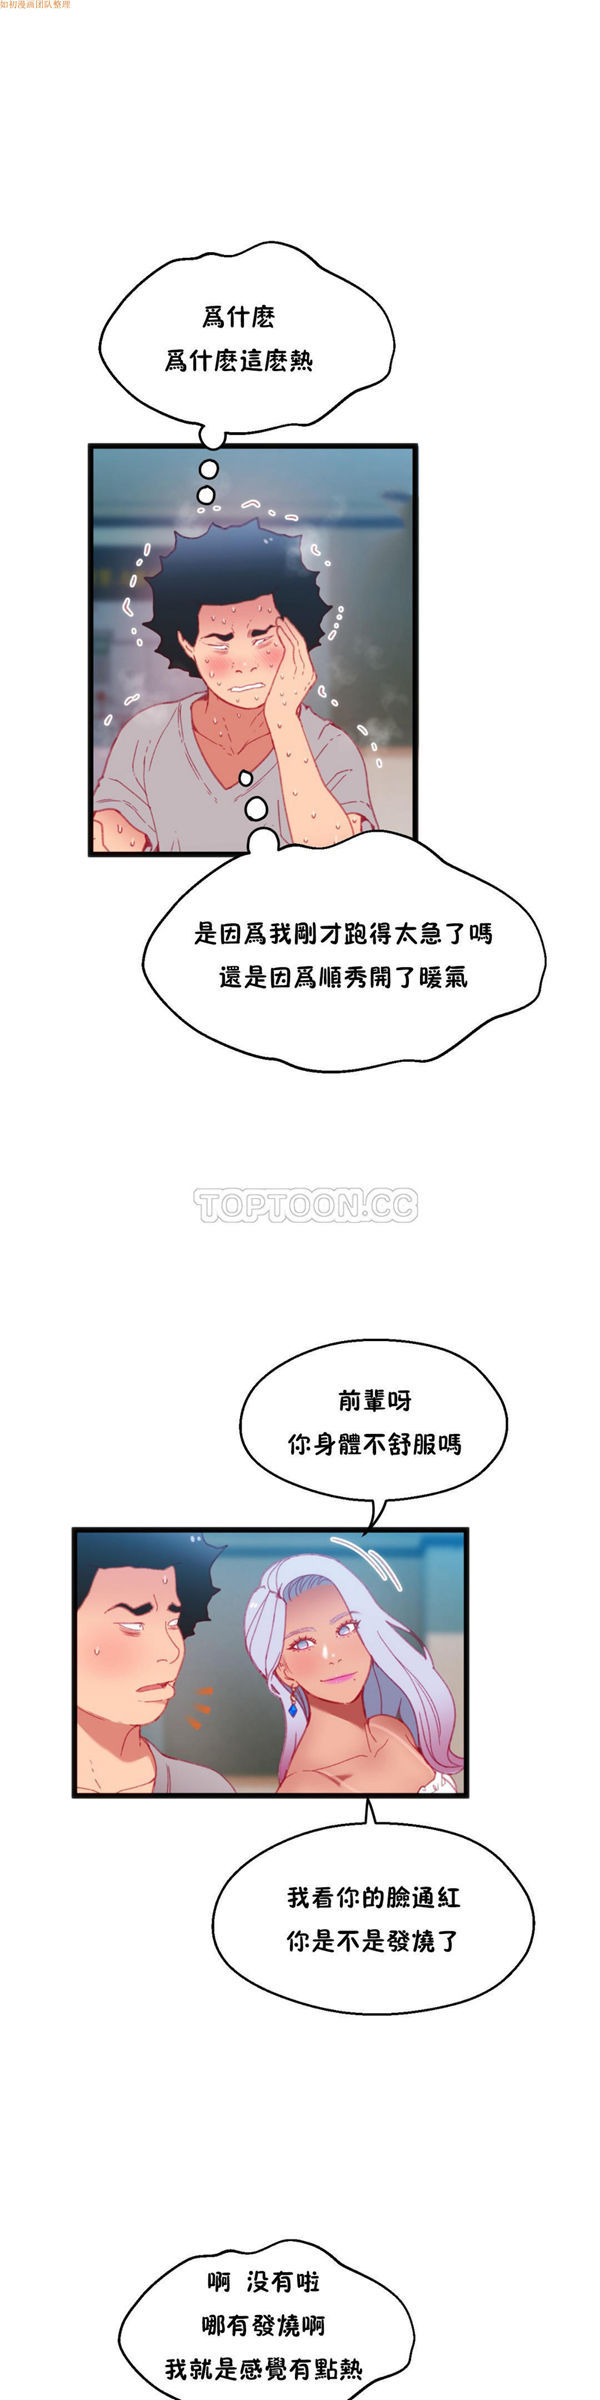 如初漫画团队整理
爲什麽
爲什麽這麽熱
是因爲我剛才跑得太急了嗎
還是因爲順秀開了暖氣
TOPTOON.CC
前輩呀
你身體不舒服嗎
我看你的臉通紅
你是不是發燒了
啊 没有啦
哪有發燒啊
我就是感覺有點熱